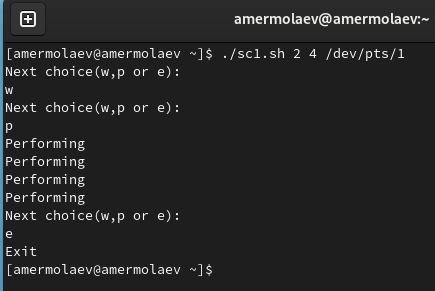 amermolaev@amermolaev:~
[amermolaev@amermolaev ~]$ ./sc1.sh 2 4 /dev/pts/1
Next choice(w,p or e):
w
Next choice(w,p or e):
p
Performing
Performing
Performing
Performing
Next choice(w,p or e):
e
Exit
[amermolaev@amermolaev ~]$